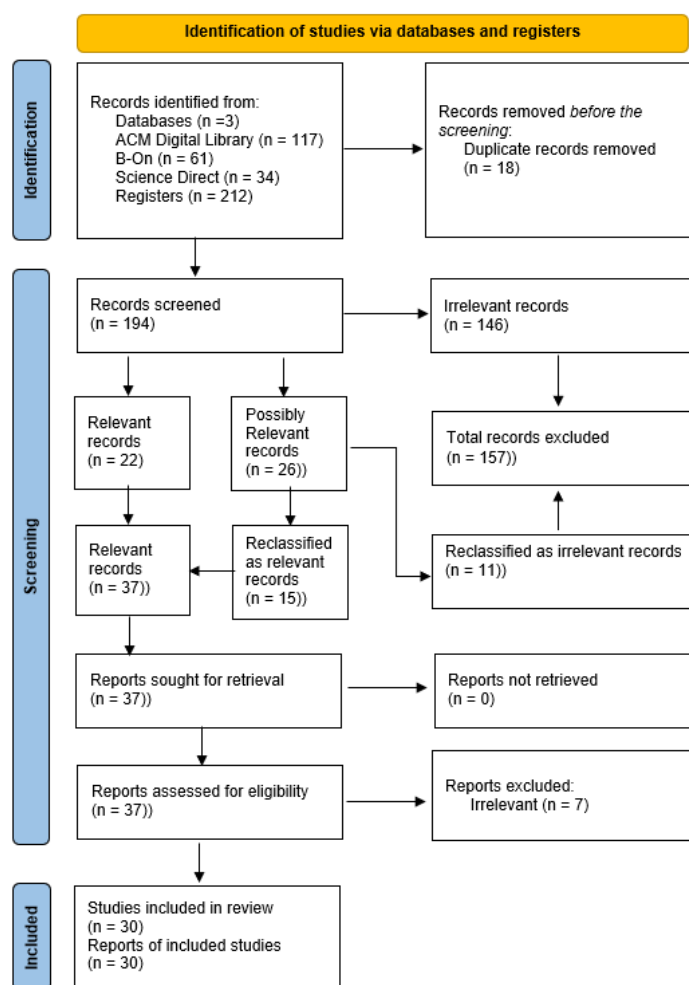 Identification of studies via databases and registers
Identification
Records identified from:
Databases (n =3)
ACM Digital Library (n = 117)
B-On (n = 61)
Science Direct (n = 34)
Registers (n = 212)
Records removed before the
screening:
Duplicate records removed
(n = 18)
Screening
Records screened
(n = 194)
Irrelevant records
(n = 146)
Relevant
records
(n = 22)
Possibly
Relevant
records
(n = 26))
Total records excluded
(n = 157))
Relevant
records
(n = 37))
Reclassified
as relevant
records
(n = 15))
Reclassified as irrelevant records
(n = 11))
Reports sought for retrieval
(n = 37))
Reports not retrieved
(n = 0)
Reports assessed for eligibility
(n = 37))
Reports excluded:
Irrelevant (n = 7)
Included
Studies included in review
(n = 30)
Reports of included studies
(n = 30)